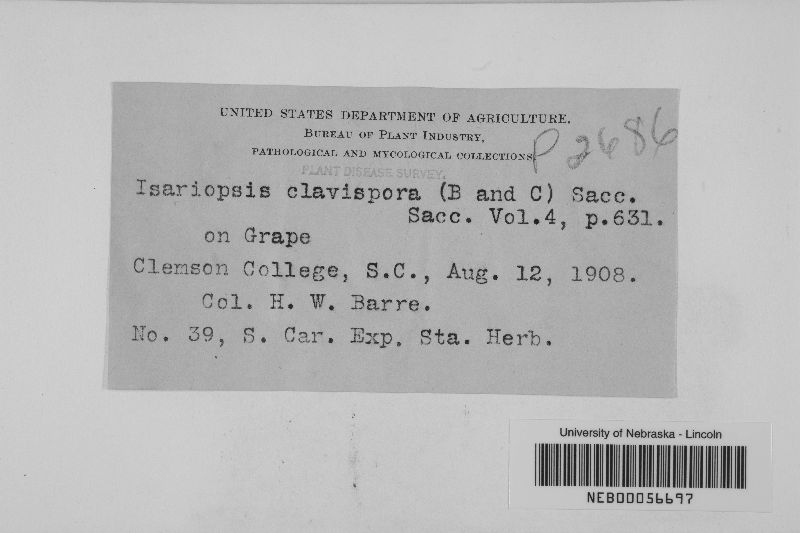 UNITED STATES DEPARTMENT OF AGRICULTURE.
BUREAU OF PLANT INDUSTRY,
PATHOLOGICAL AND MYCOLOGICAL COLLECTIONS.
P 2686
PLANT DISEASE SURVEY.
Isariopsis clavispora (B and C) Sacc.
Sacc. Vol.4, p.631.
on Grape
Clemson College, S.C., Aug. 12, 1908.
Col. H. W. Barre.
No. 39, S. Car. Exp. Sta. Herb.
University of Nebraska - Lincoln
NEB00056697